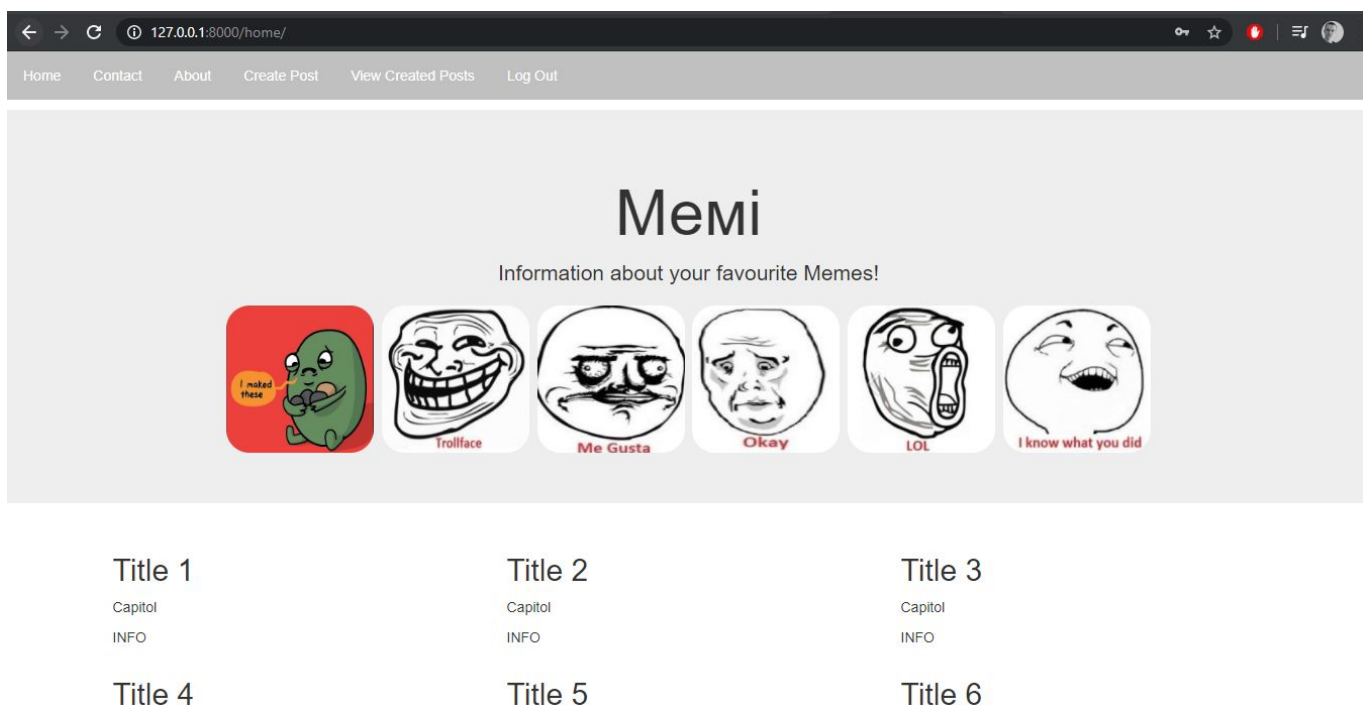 127.0.0.1:8000/home/
Home Contact About Create Post View Created Posts Log Out
Мемі
Information about your favourite Memes!
I maked
these
Trollface
Me Gusta
Okay
LOL
I know what you did
Title 1 Title 2 Title 3
Capitol Capitol Capitol
INFO INFO INFO
Title 4 Title 5 Title 6